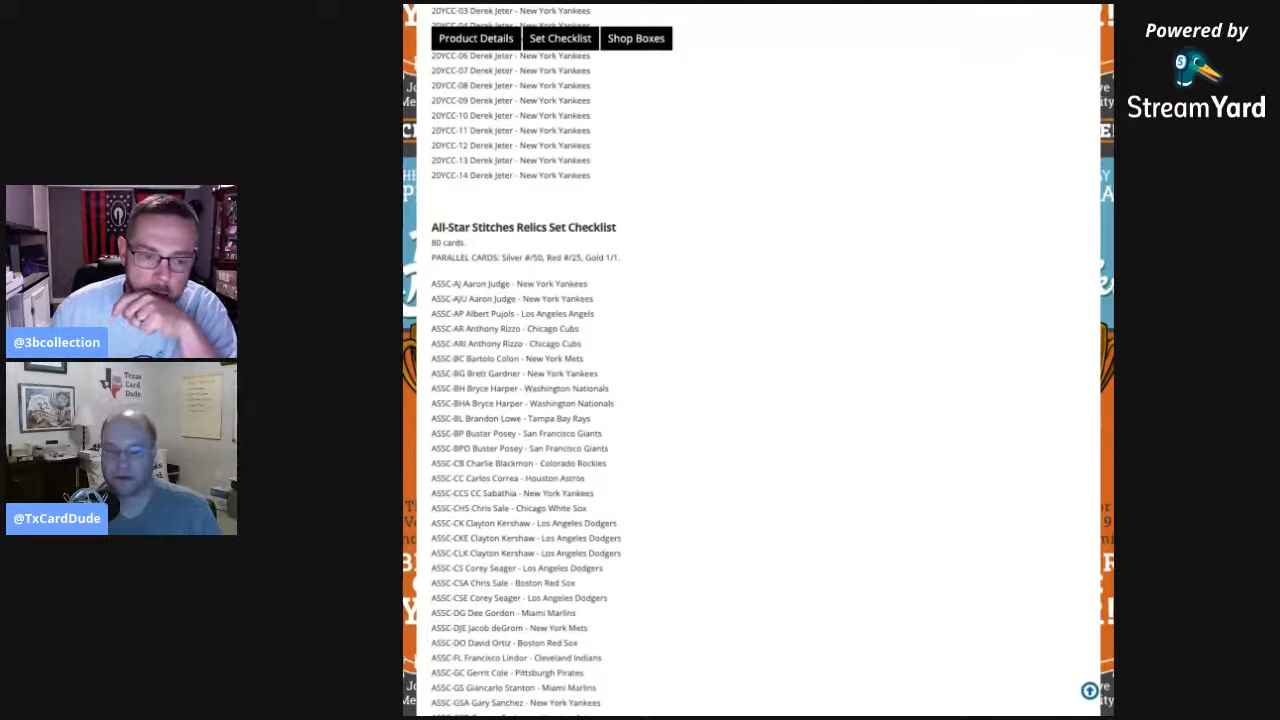 20YCC-03 Derek Jeter - New York Yankees
Product Details
Set Checklist
Shop Boxes
20YCC-06 Derek Jeter - New York Yankees
20YCC-07 Derek Jeter - New York Yankees
20YCC-08 Derek Jeter - New York Yankees
20YCC-09 Derek Jeter - New York Yankees
20YCC-10 Derek Jeter - New York Yankees
20YCC-11 Derek Jeter - New York Yankees
20YCC-12 Derek Jeter - New York Yankees
20YCC-13 Derek Jeter - New York Yankees
20YCC-14 Derek Jeter - New York Yankees
All-Star Stitches Relics Set Checklist
80 cards.
PARALLEL CARDS: Silver #/50, Red #/25, Gold 1/1.
ASSC-AJ Aaron Judge - New York Yankees
ASSC-AJU Aaron Judge - New York Yankees
ASSC-AP Albert Pujols - Los Angeles Angels
ASSC-AR Anthony Rizzo - Chicago Cubs
ASSC-ARI Anthony Rizzo - Chicago Cubs
ASSC-BC Bartolo Colon - New York Mets
ASSC-BG Brett Gardner - New York Yankees
ASSC-BH Bryce Harper - Washington Nationals
ASSC-BHA Bryce Harper - Washington Nationals
ASSC-BL Brandon Lowe - Tampa Bay Rays
ASSC-BP Buster Posey - San Francisco Giants
ASSC-BPO Buster Posey - San Francisco Giants
ASSC-CB Charlie Blackmon - Colorado Rockies
ASSC-CC Carlos Correa - Houston Astros
ASSC-CCS CC Sabathia - New York Yankees
ASSC-CHS Chris Sale - Chicago White Sox
ASSC-CK Clayton Kershaw - Los Angeles Dodgers
ASSC-CKE Clayton Kershaw - Los Angeles Dodgers
ASSC-CLK Clayton Kershaw - Los Angeles Dodgers
ASSC-CS Corey Seager - Los Angeles Dodgers
ASSC-CSA Chris Sale - Boston Red Sox
ASSC-CSE Corey Seager - Los Angeles Dodgers
ASSC-DG Dee Gordon - Miami Marlins
ASSC-DJE Jacob deGrom - New York Mets
ASSC-DO David Ortiz - Boston Red Sox
ASSC-FL Francisco Lindor - Cleveland Indians
ASSC-GC Gerrit Cole - Pittsburgh Pirates
ASSC-GS Giancarlo Stanton - Miami Marlins
ASSC-GSA Gary Sanchez - New York Yankees
Powered by
StreamYard
@3bcollection
Texas
Card
Dude
@TxCardDude